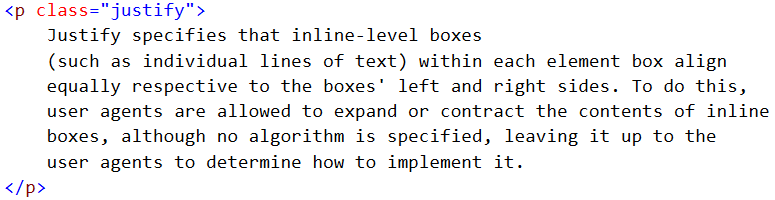 <p class="justify">
    Justify specifies that inline-level boxes
    (such as individual lines of text) within each element box align
    equally respective to the boxes' left and right sides. To do this,
    user agents are allowed to expand or contract the contents of inline
    boxes, although no algorithm is specified, leaving it up to the
    user agents to determine how to implement it.
</p>